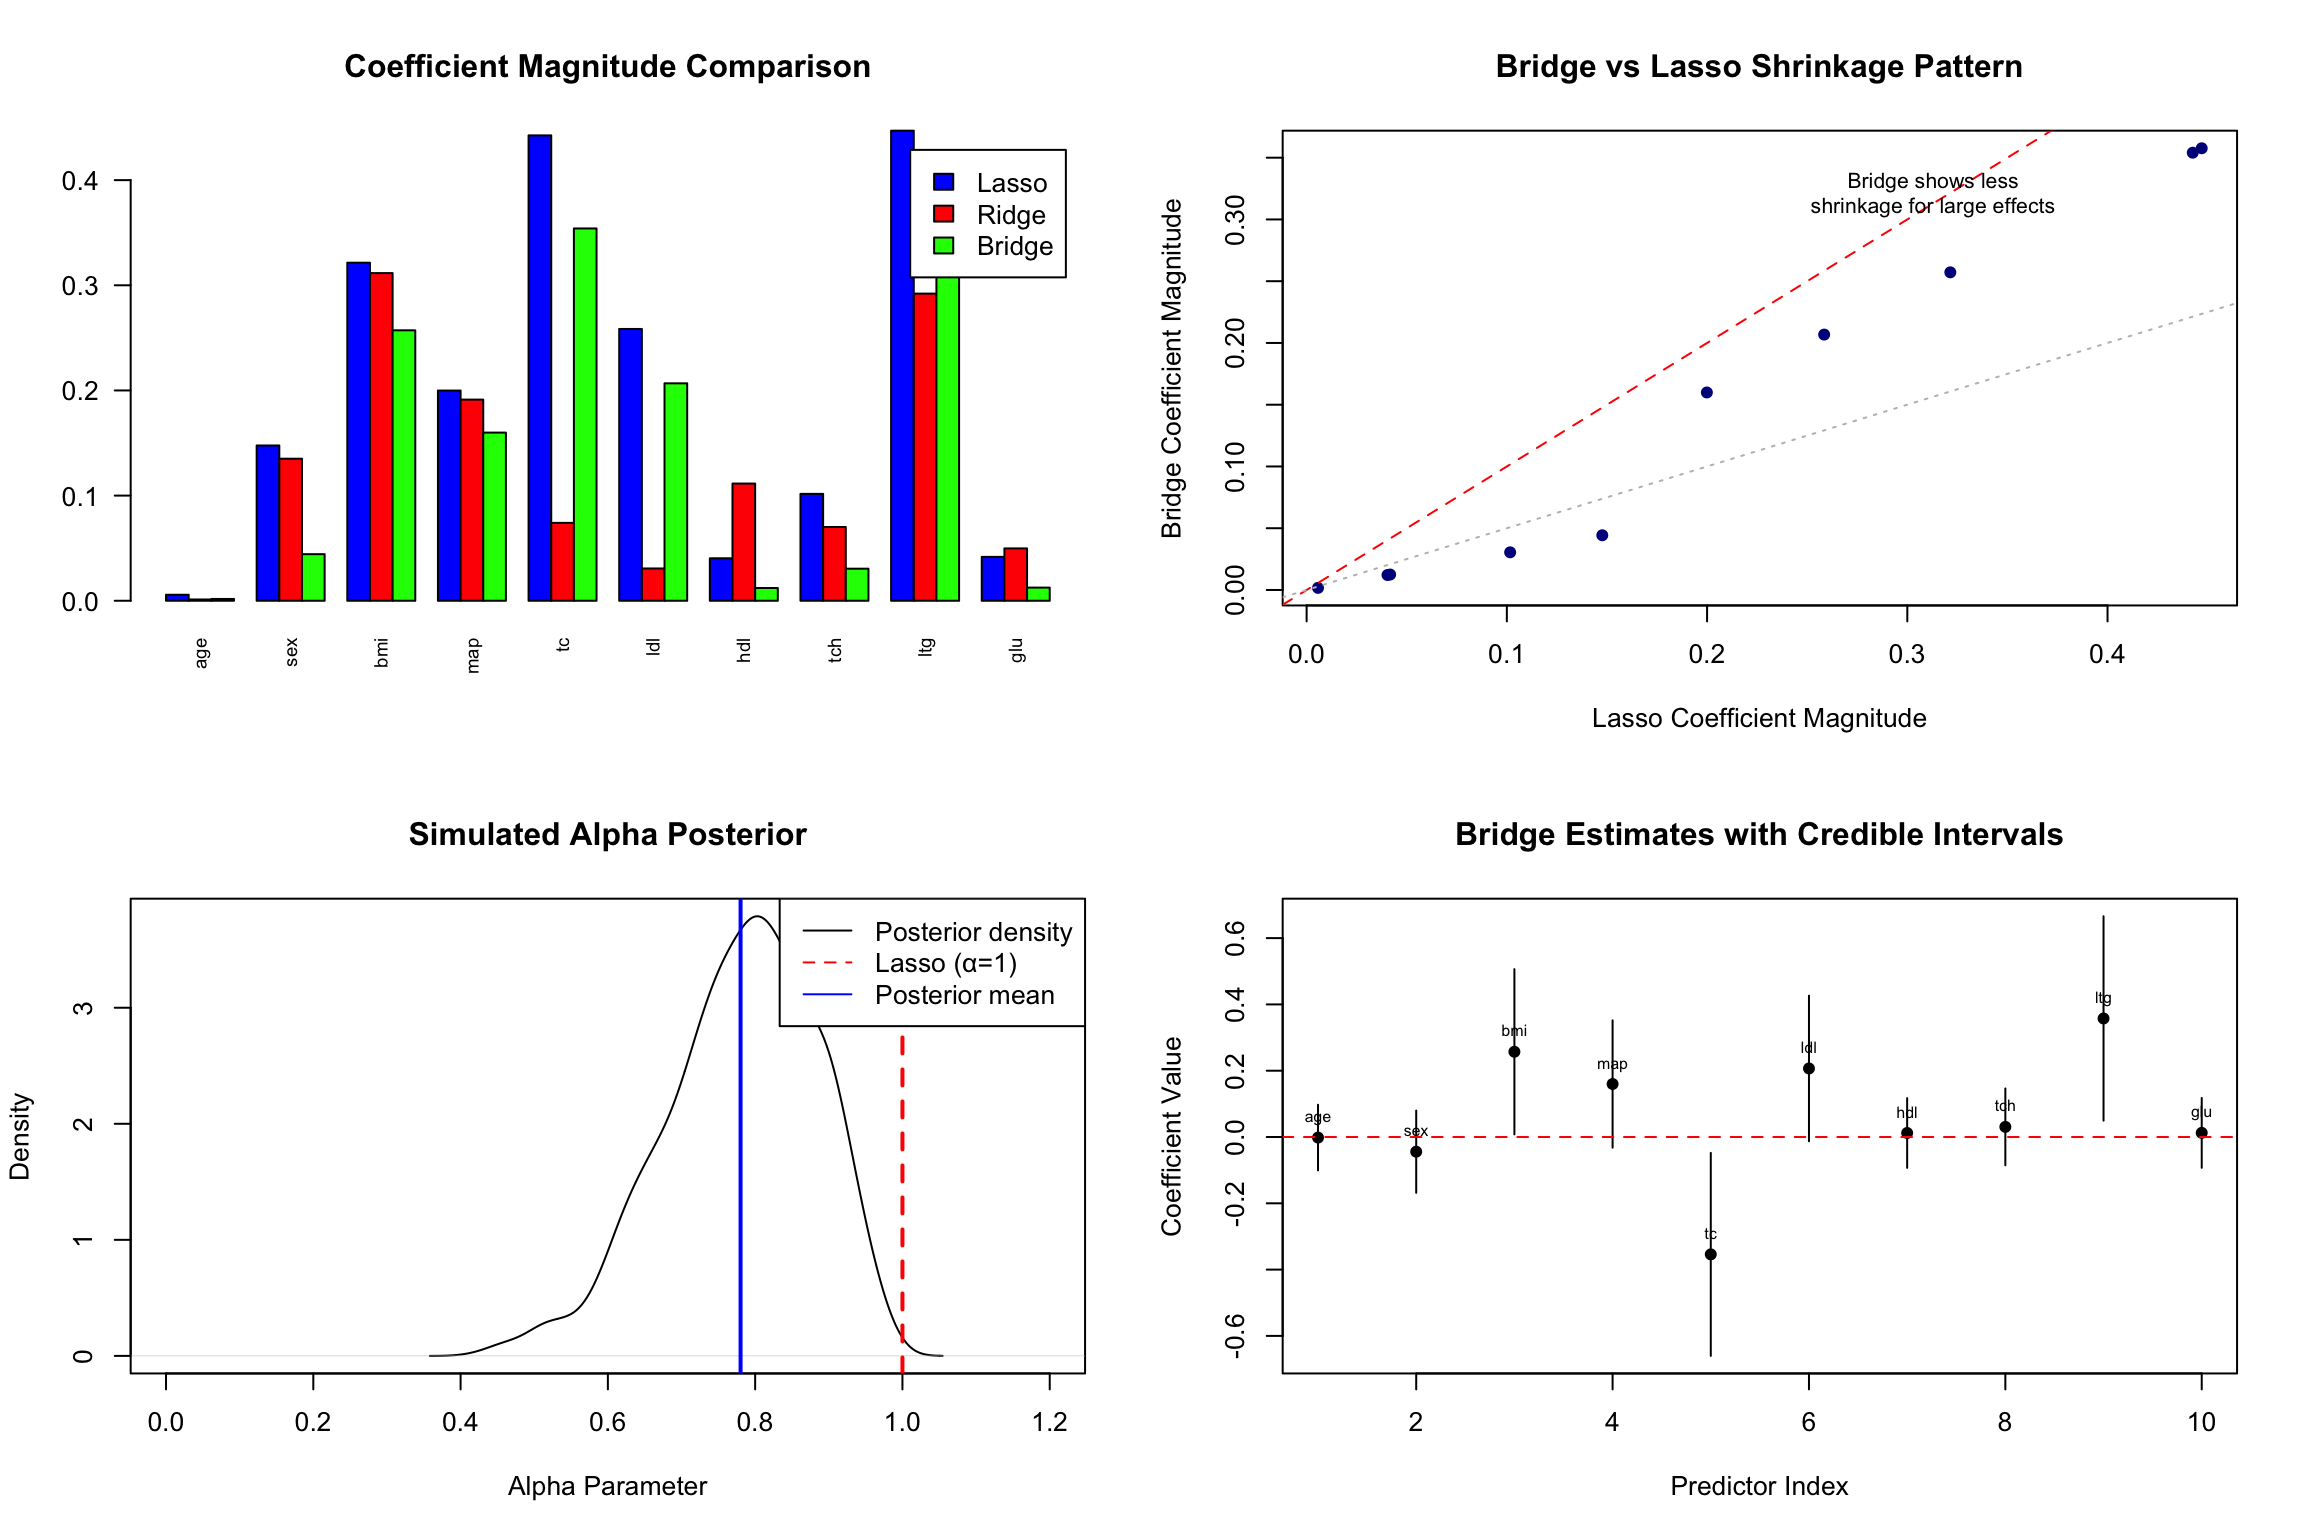 Coefficient Magnitude Comparison
0.4
0.3
0.2
0.1
0.0
Lasso
Ridge
Bridge
age
sex
bmi
map
tc
ldl
hdl
tch
ltg
glu
Bridge vs Lasso Shrinkage Pattern
Bridge Coefficient Magnitude
0.30
0.20
0.10
0.00
Bridge shows less
shrinkage for large effects
0.0 0.1 0.2 0.3 0.4
Lasso Coefficient Magnitude
Simulated Alpha Posterior
Density
3
2
1
0
Posterior density
Lasso (α=1)
Posterior mean
0.0 0.2 0.4 0.6 0.8 1.0 1.2
Alpha Parameter
Bridge Estimates with Credible Intervals
Coefficient Value
0.6
0.4
0.2
0.0
-0.2
-0.6
age
sex
bmi
map
tc
ldl
hdl
tch
ltg
glu
2 4 6 8 10
Predictor Index